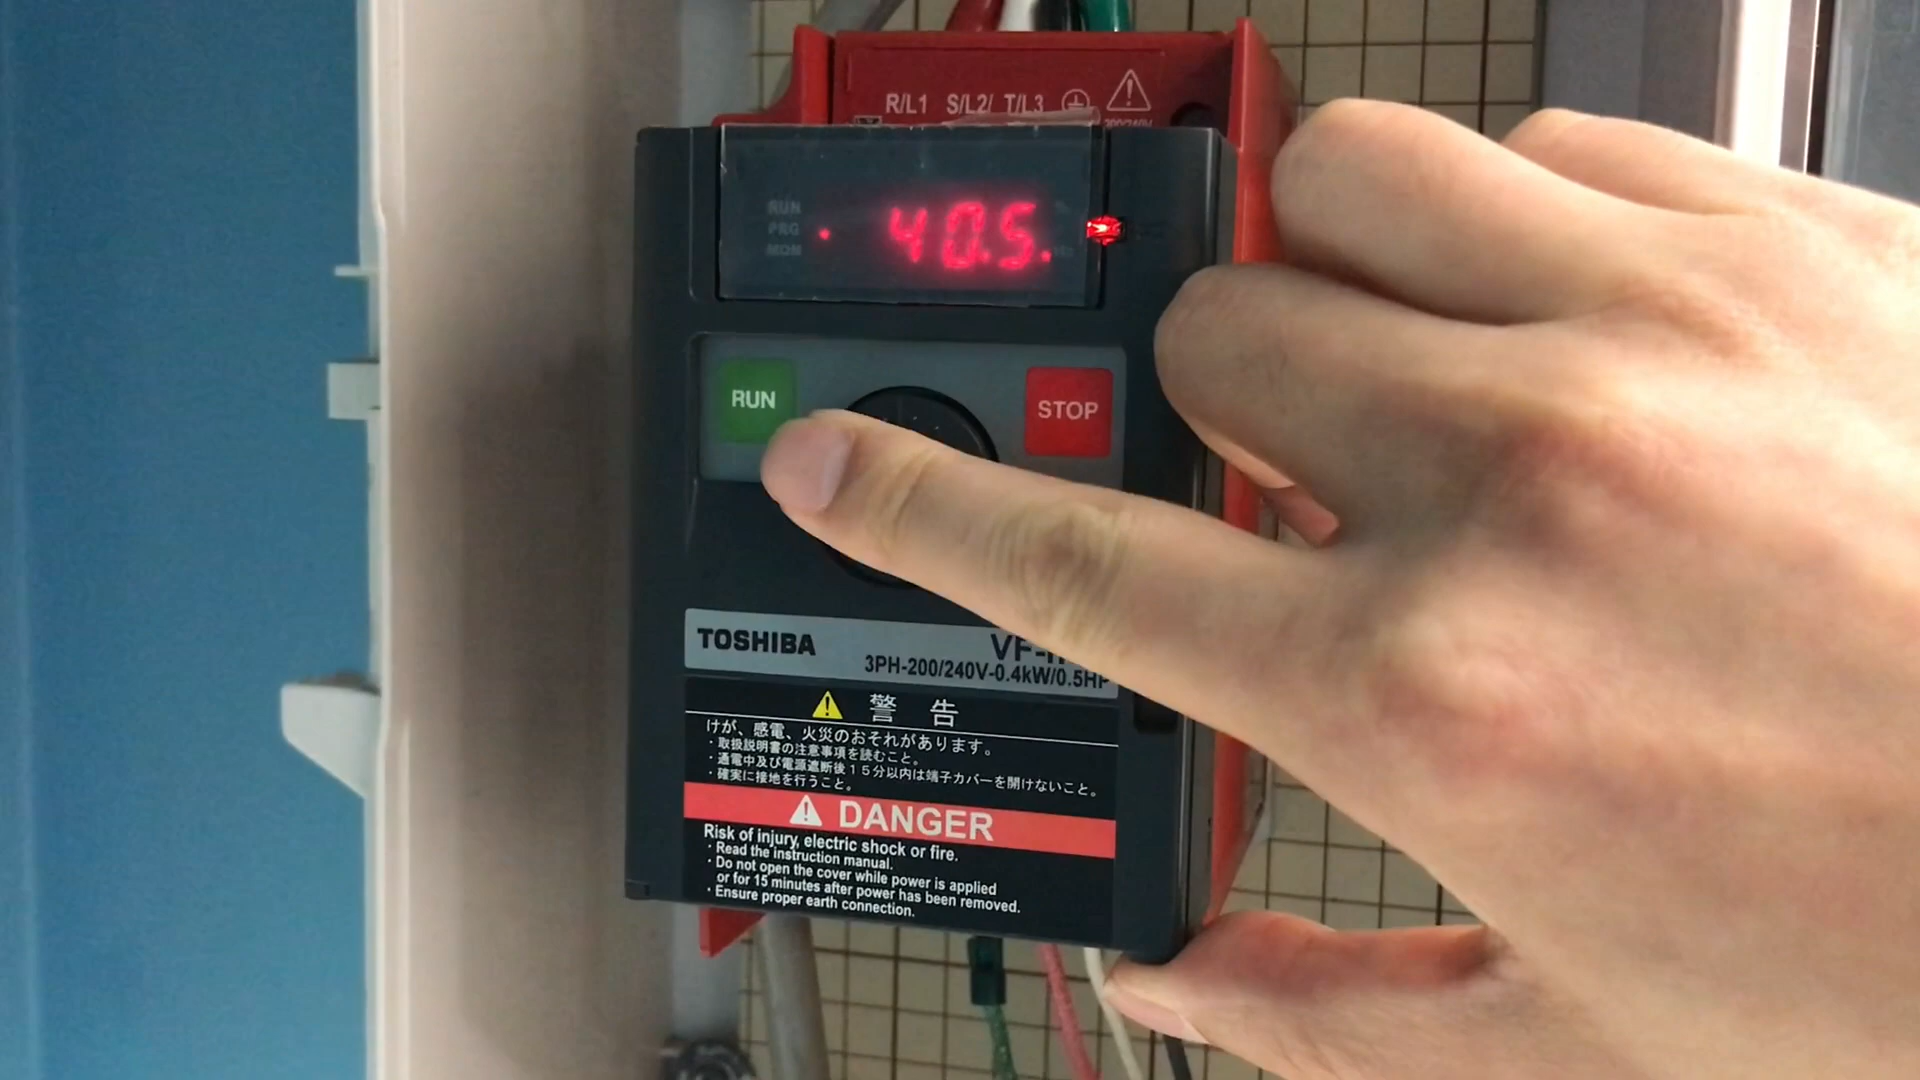 R/L1 S/L2/ T/L3
RUN
PRG
MON
40.5.
RUN
STOP
TOSHIBA
3PH-200/240V-0.4kW/0.5HP
警 告
けが、感電、火災のおそれがあります。
・取扱説明書の注意事項を読むこと。
・通電中及び電源遮断後１５分以内は端子カバーを開けないこと。
・確実に接地を行うこと。
DANGER
Risk of injury, electric shock or fire.
・Read the instruction manual.
・Do not open the cover while power is applied
or for 15 minutes after power has been removed.
・Ensure proper earth connection.